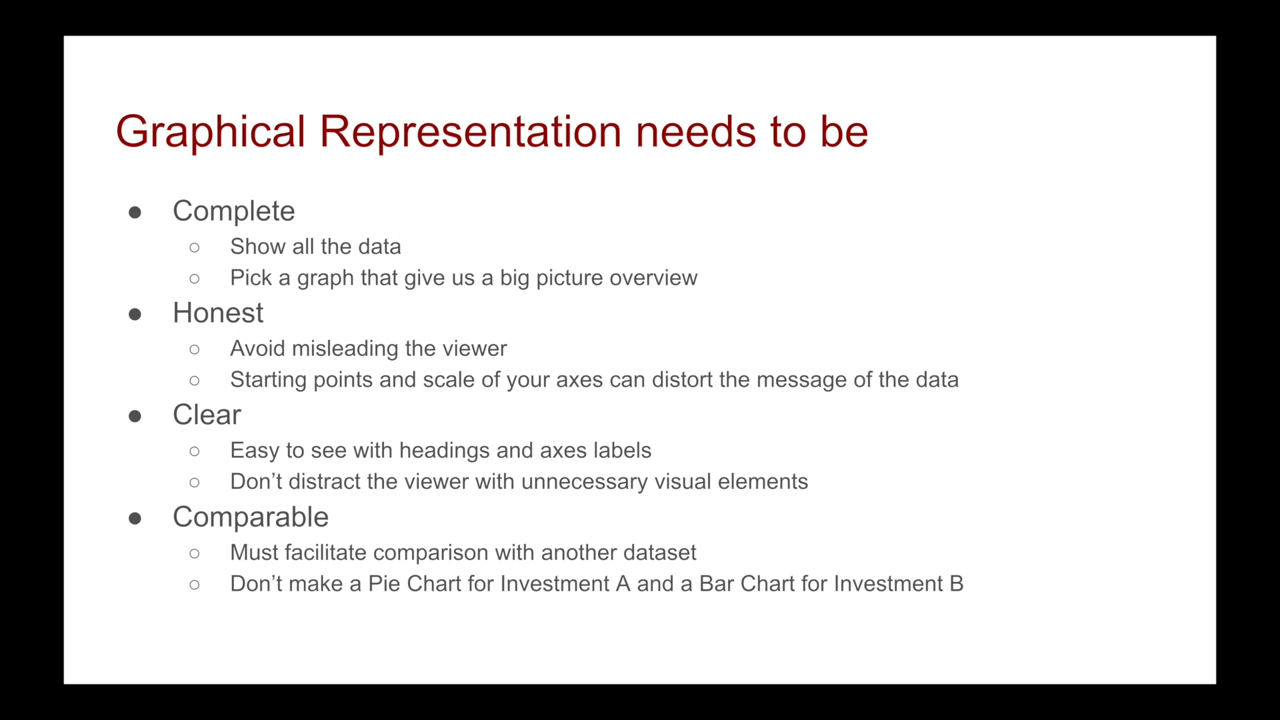 Graphical Representation needs to be
● Complete
○ Show all the data
○ Pick a graph that give us a big picture overview
● Honest
○ Avoid misleading the viewer
○ Starting points and scale of your axes can distort the message of the data
● Clear
○ Easy to see with headings and axes labels
○ Don’t distract the viewer with unnecessary visual elements
● Comparable
○ Must facilitate comparison with another dataset
○ Don’t make a Pie Chart for Investment A and a Bar Chart for Investment B